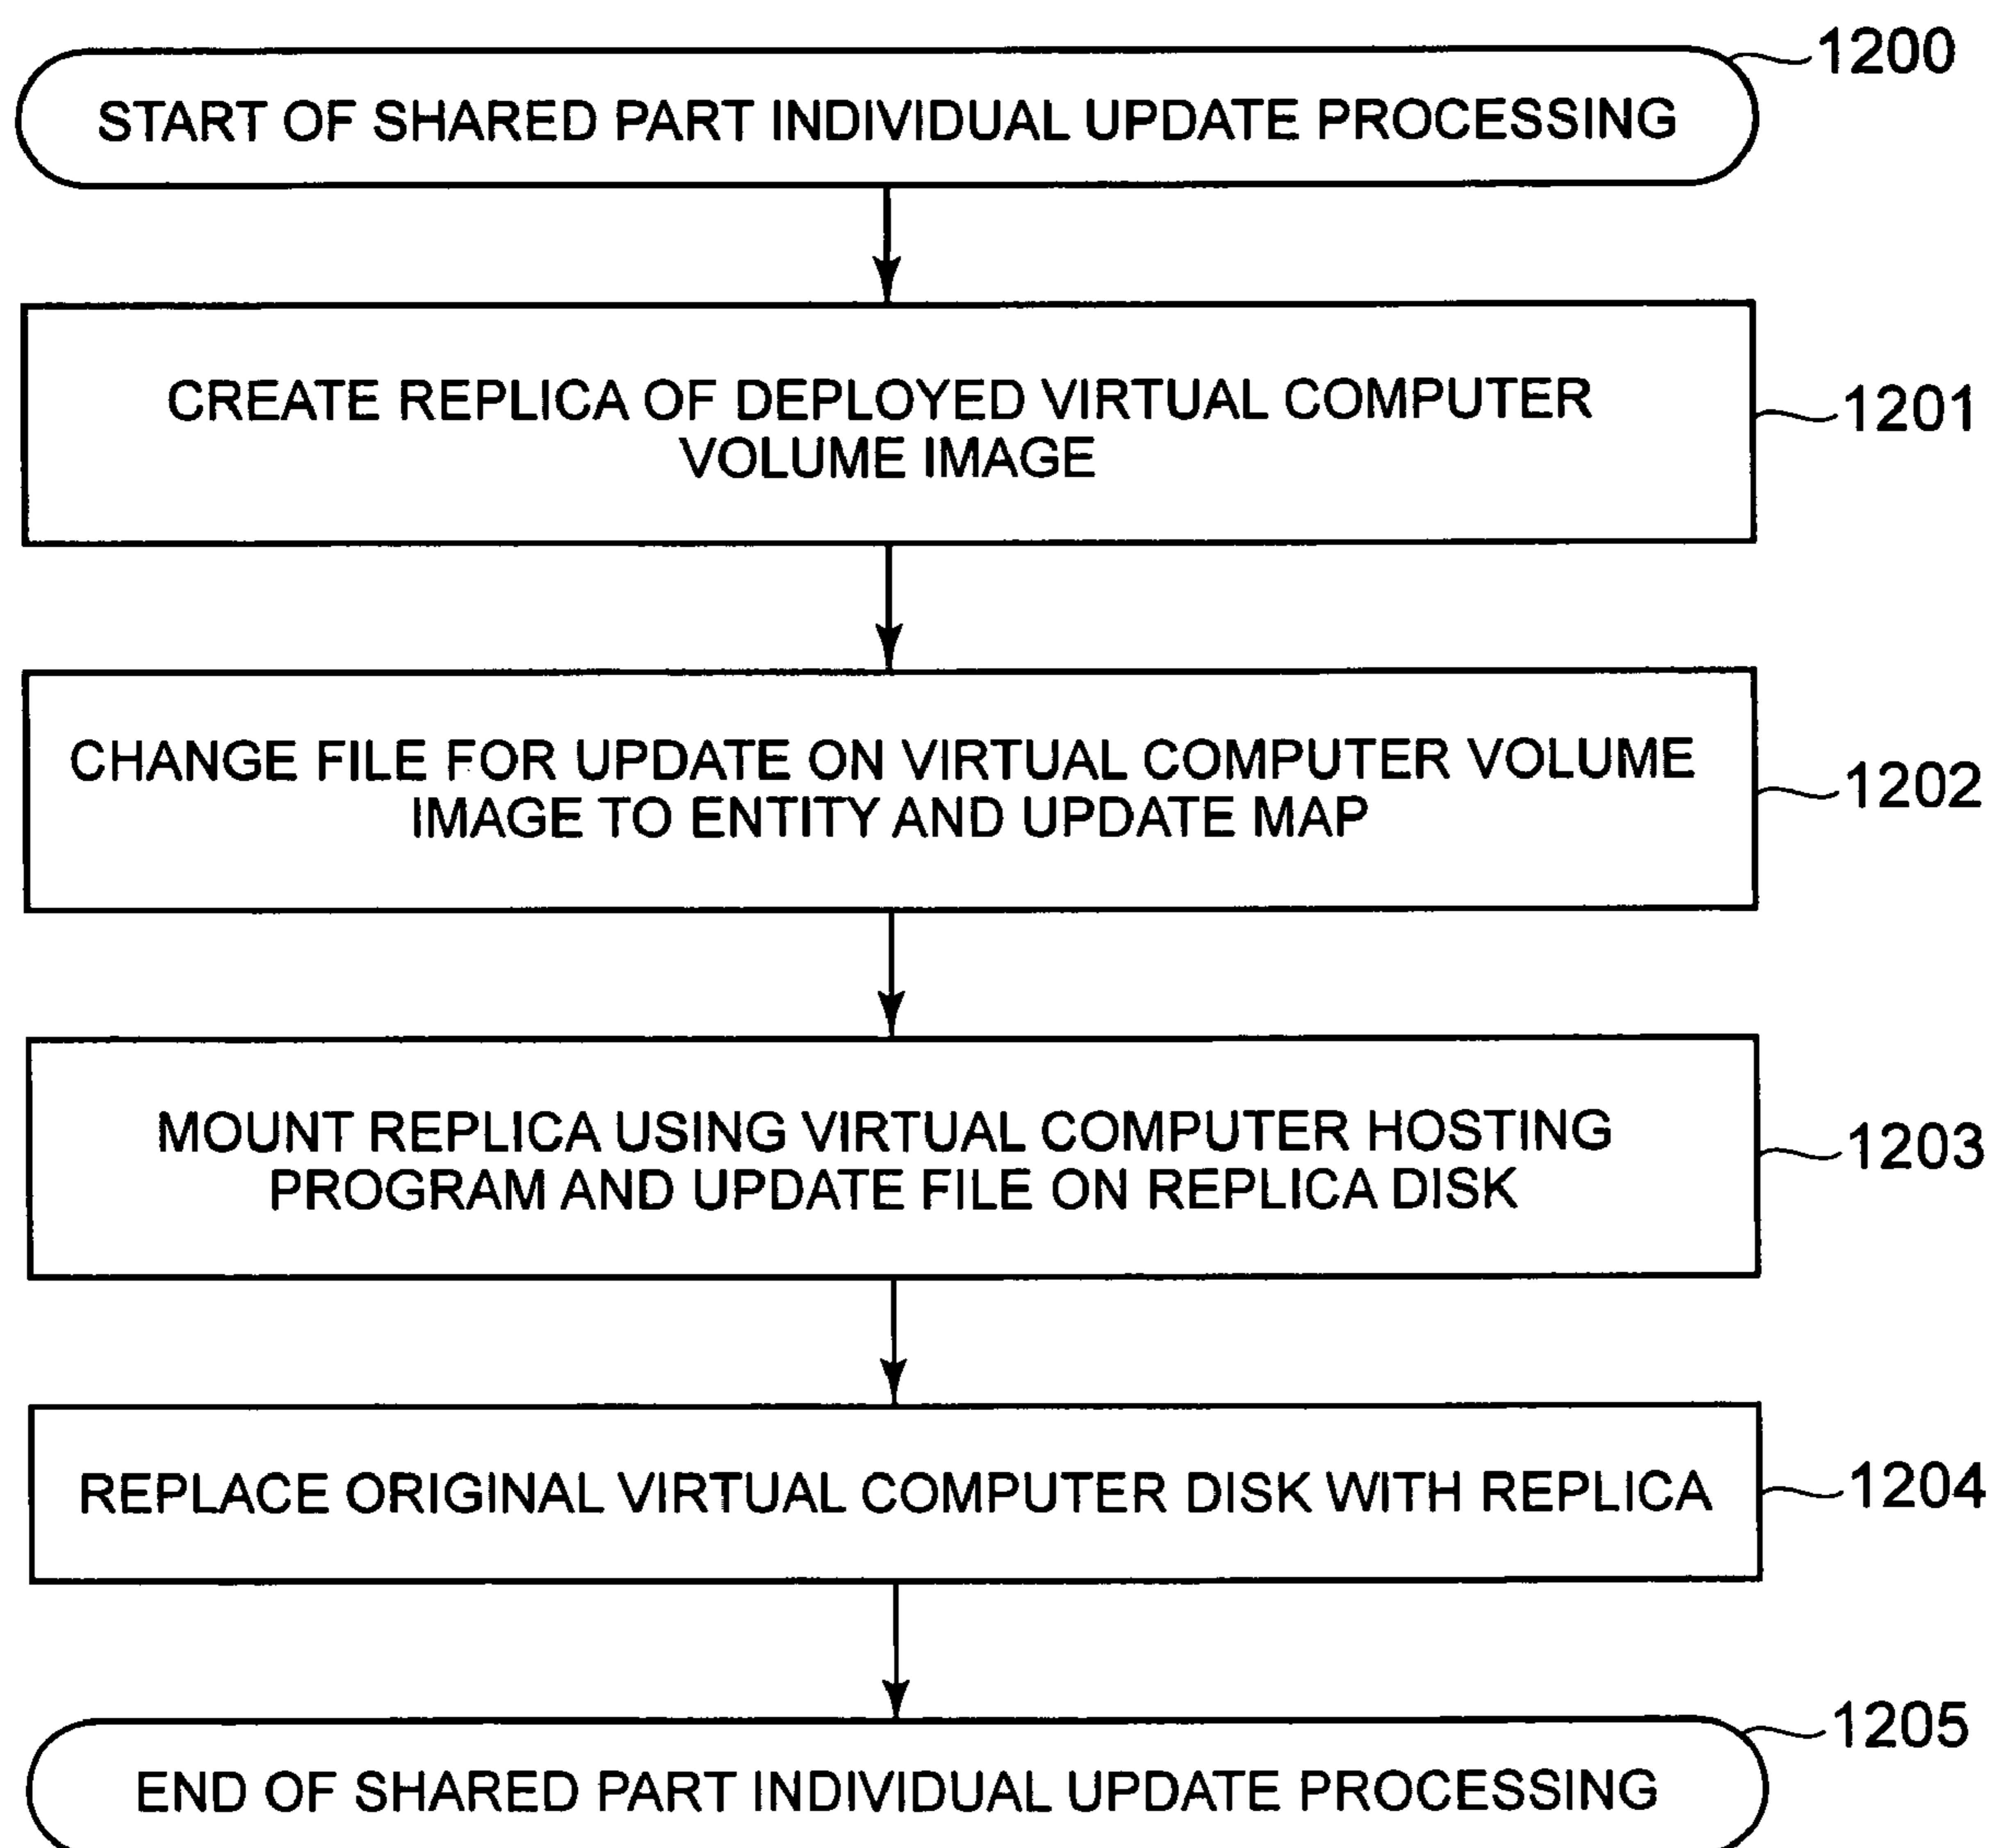 1200
START OF SHARED PART INDIVIDUAL UPDATE PROCESSING
CREATE REPLICA OF DEPLOYED VIRTUAL COMPUTER
VOLUME IMAGE
1201
CHANGE FILE FOR UPDATE ON VIRTUAL COMPUTER VOLUME
IMAGE TO ENTITY AND UPDATE MAP
1202
MOUNT REPLICA USING VIRTUAL COMPUTER HOSTING
PROGRAM AND UPDATE FILE ON REPLICA DISK
1203
REPLACE ORIGINAL VIRTUAL COMPUTER DISK WITH REPLICA
1204
1205
END OF SHARED PART INDIVIDUAL UPDATE PROCESSING